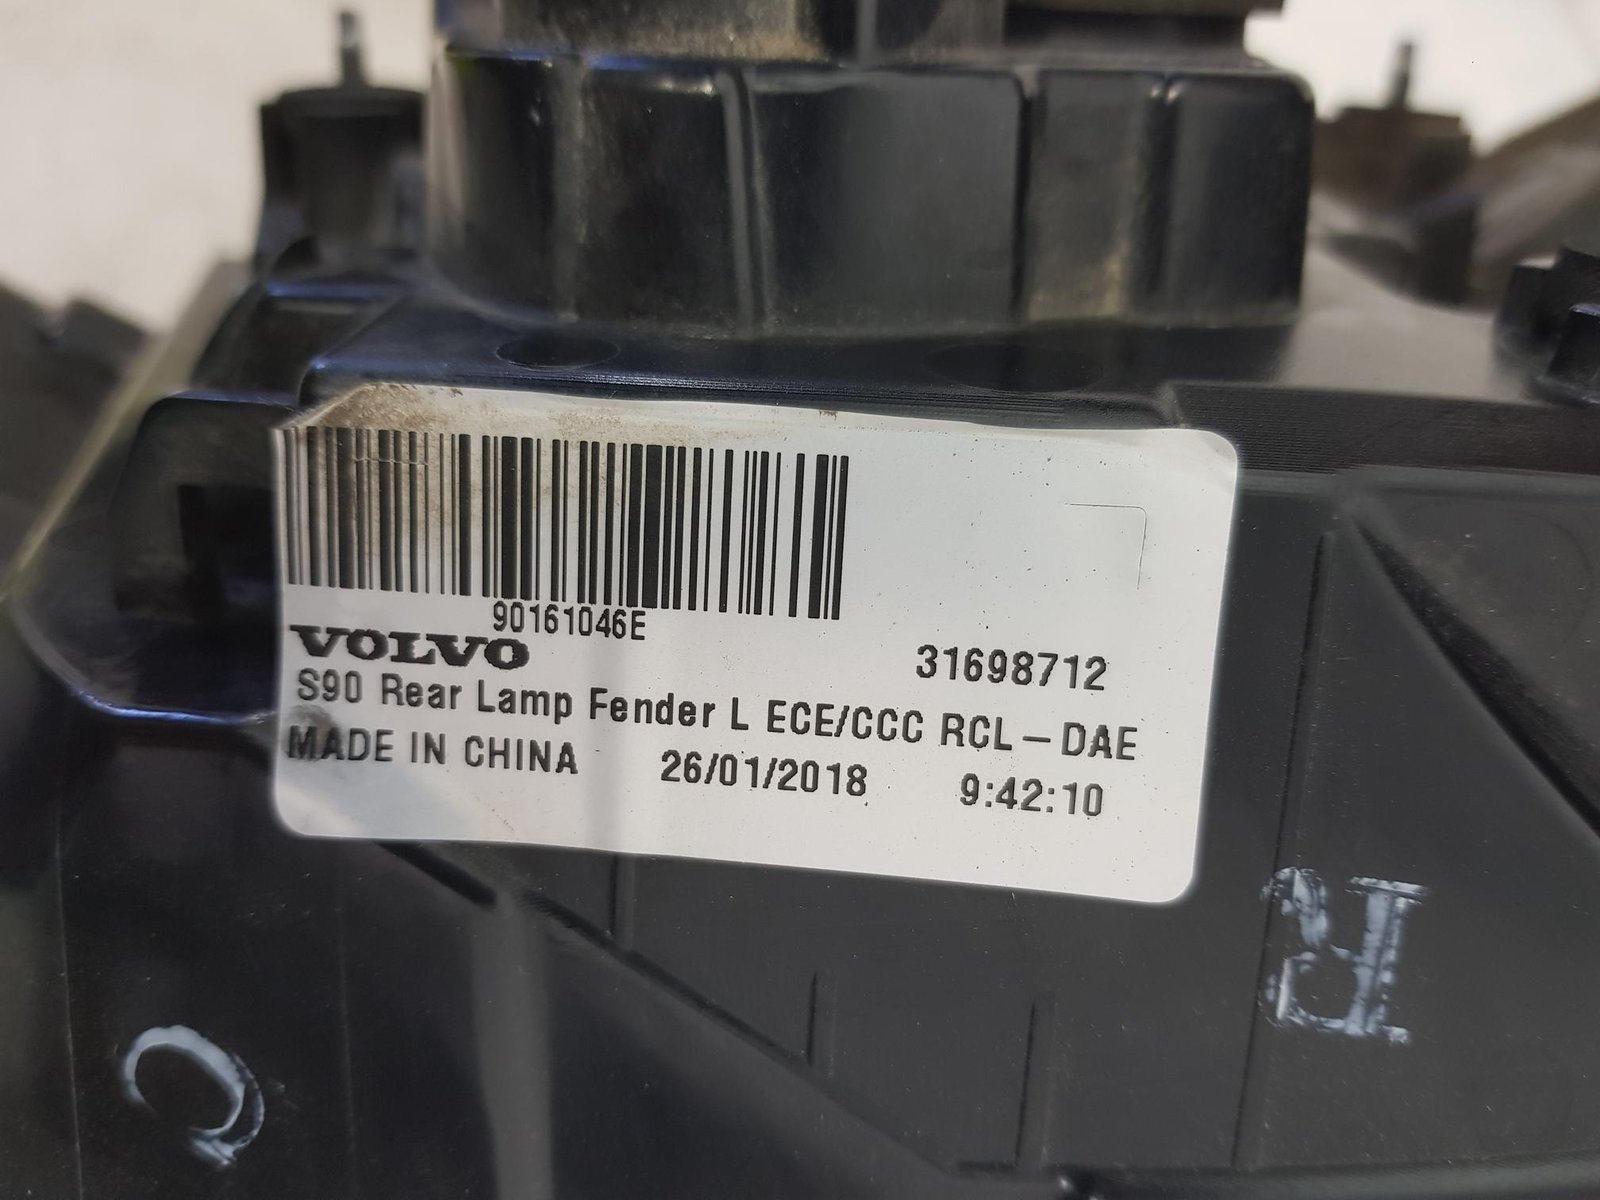 90161046E
VOLVO 31698712
S90 Rear Lamp Fender L ECE/CCC RCL-DAE
MADE IN CHINA 26/01/2018 9:42:10
R
Q